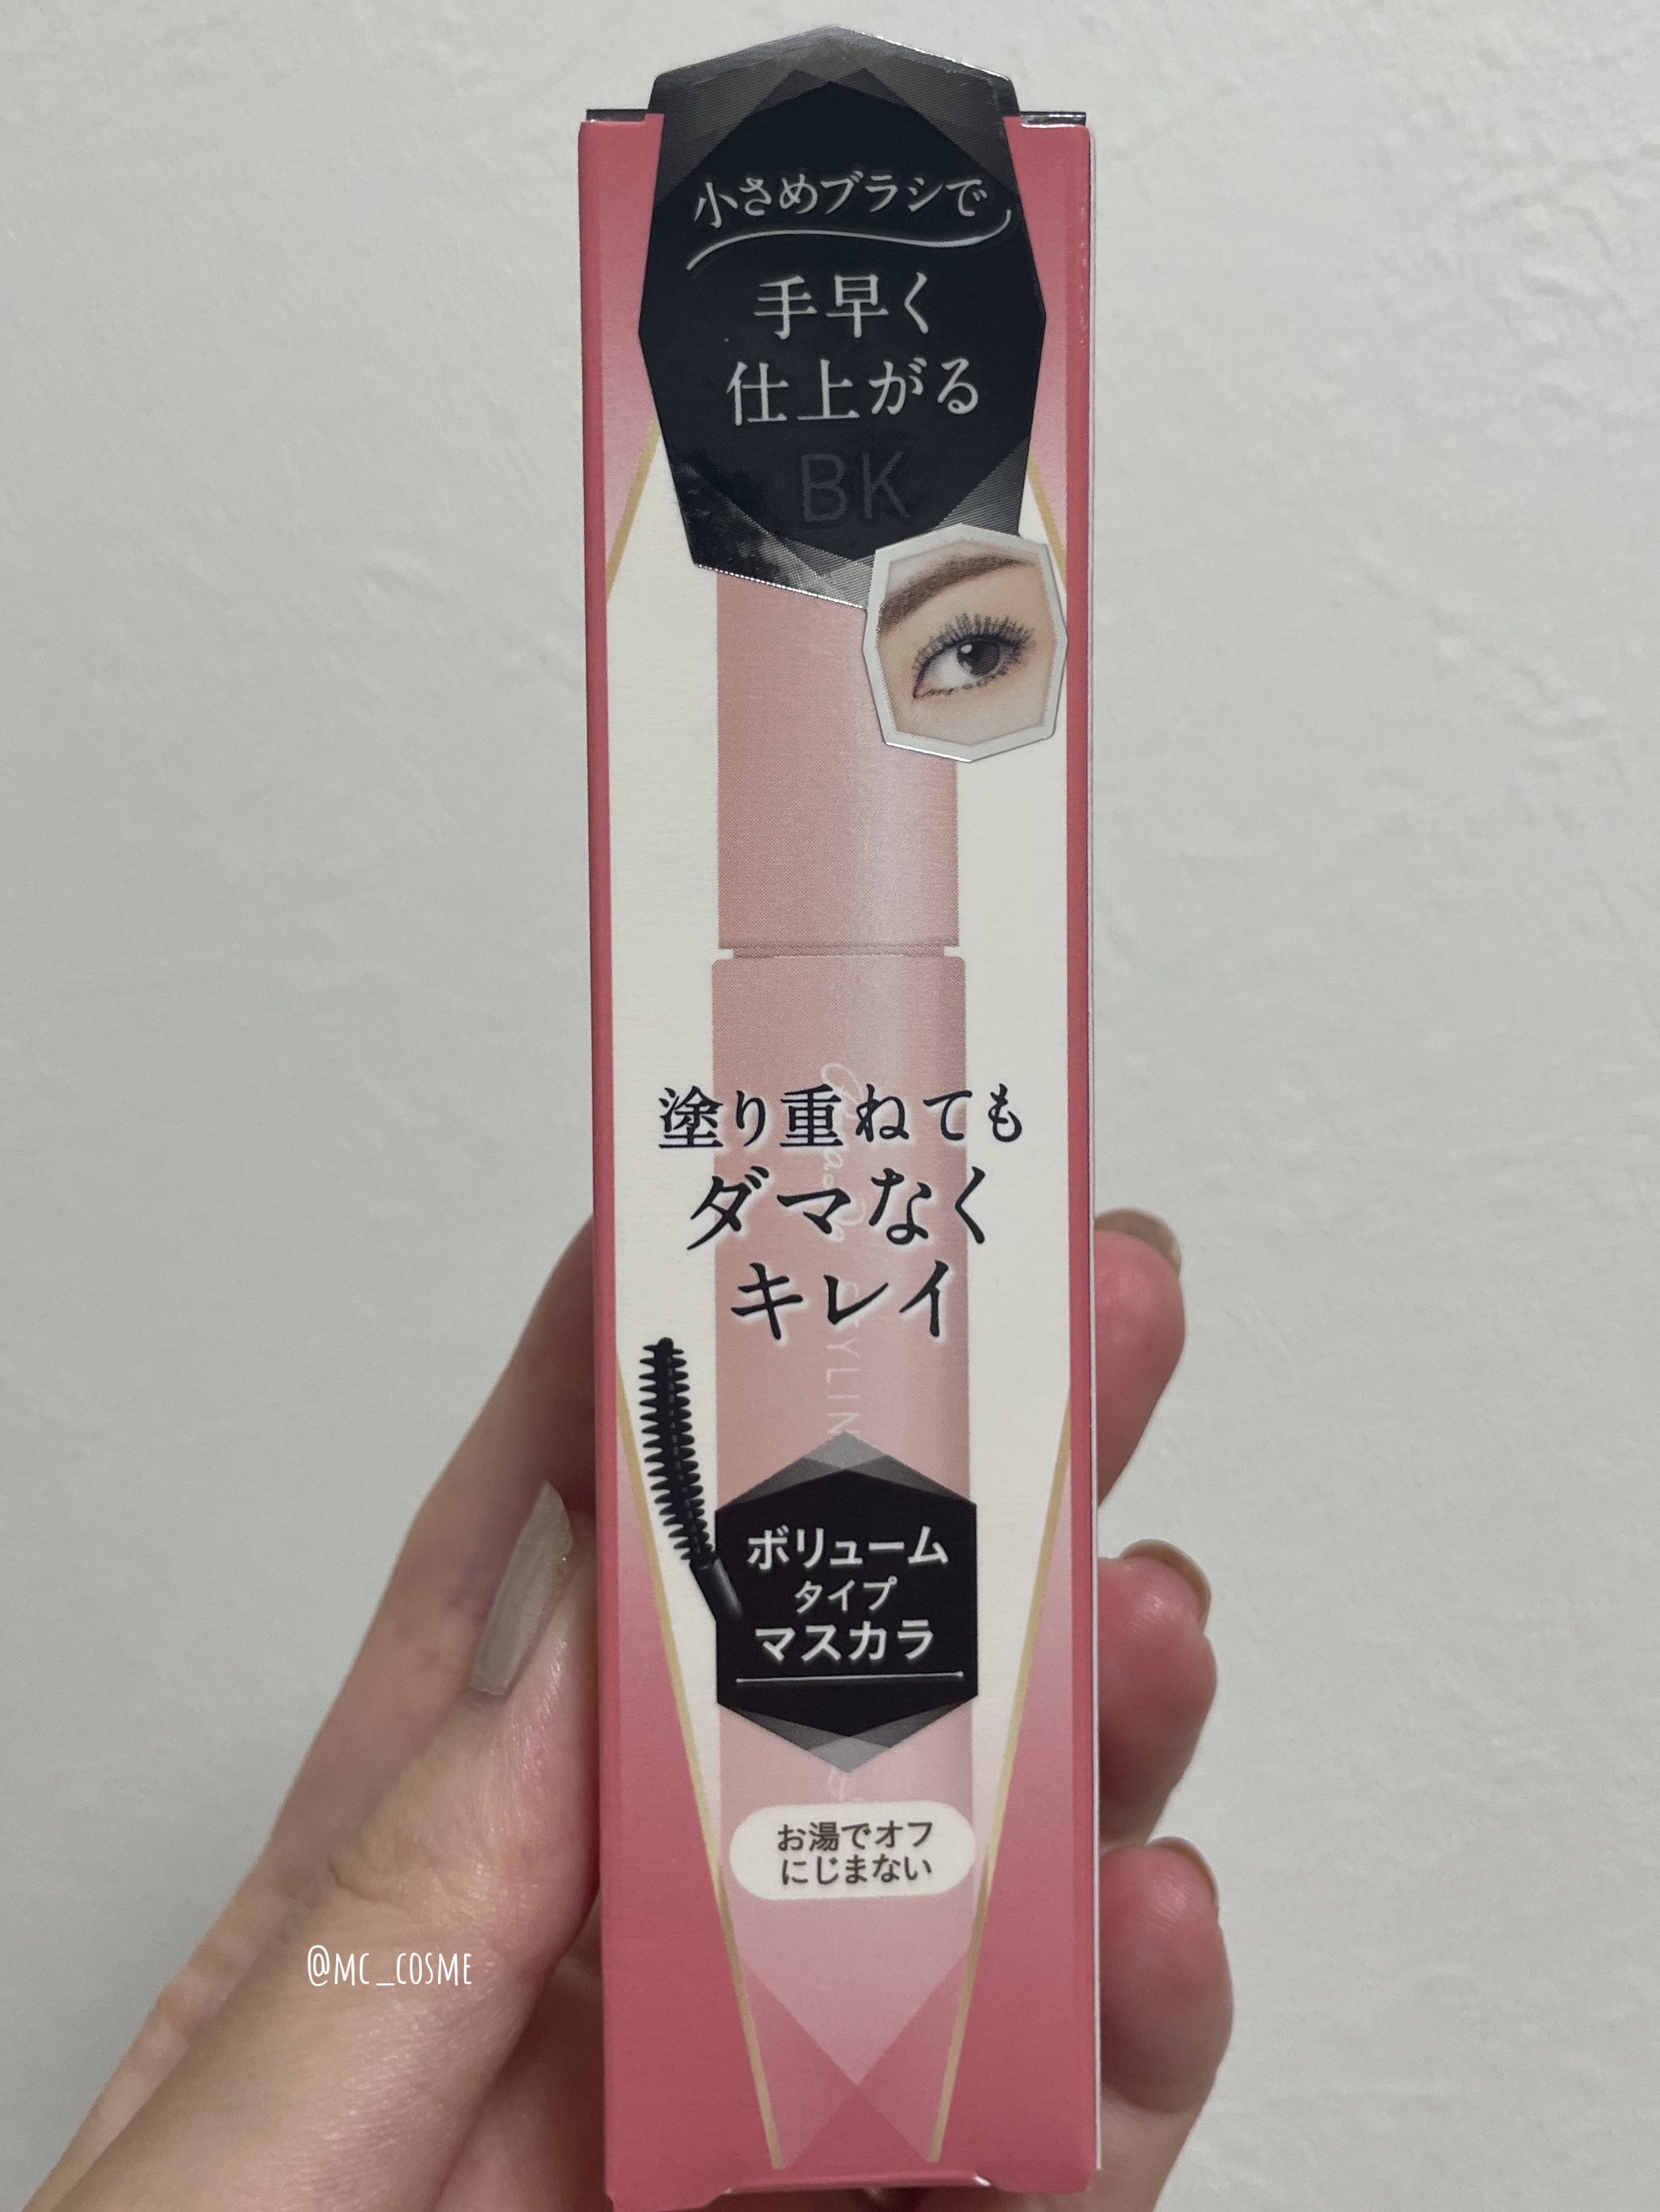 小さめブラシで
手早く
仕上がる
BK
塗り重ねても
ダマなく
キレイ
ボリューム
タイプ
マスカラ
お湯でオフ
にじまない
@mc_cosme